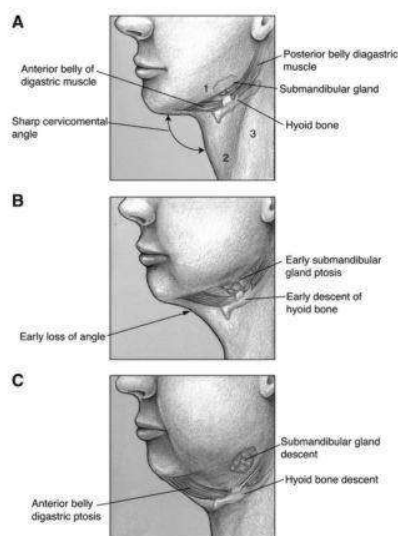 A
Anterior belly of
digastric muscle
Sharp cervicomental
angle
Posterior belly diagastric
muscle
Submandibular gland
Hyoid bone
1
2
3
B
Early submandibular
gland ptosis
Early descent of
hyoid bone
Early loss of angle
C
Submandibular gland
descent
Hyoid bone descent
Anterior belly
digastric ptosis